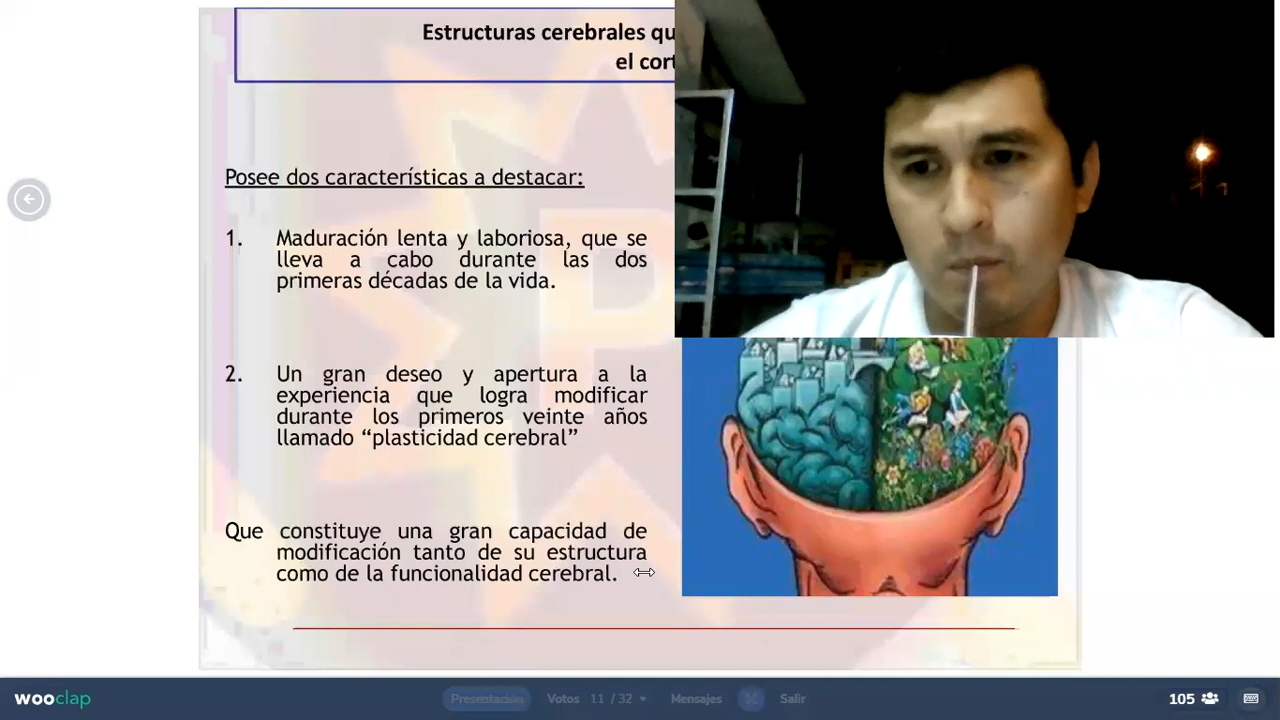 Estructuras cerebrales
el
Posee dos características a destacar:
1. Maduración lenta y laboriosa, que se
lleva a cabo durante las dos
primeras décadas de la vida.
2. Un gran deseo y apertura a la
experiencia que logra modificar
durante los primeros veinte años
llamado “plasticidad cerebral”
Que constituye una gran capacidad de
modificación tanto de su estructura
como de la funcionalidad cerebral.
wooclap Presentación Votos 11 / 32 Mensajes Salir 105